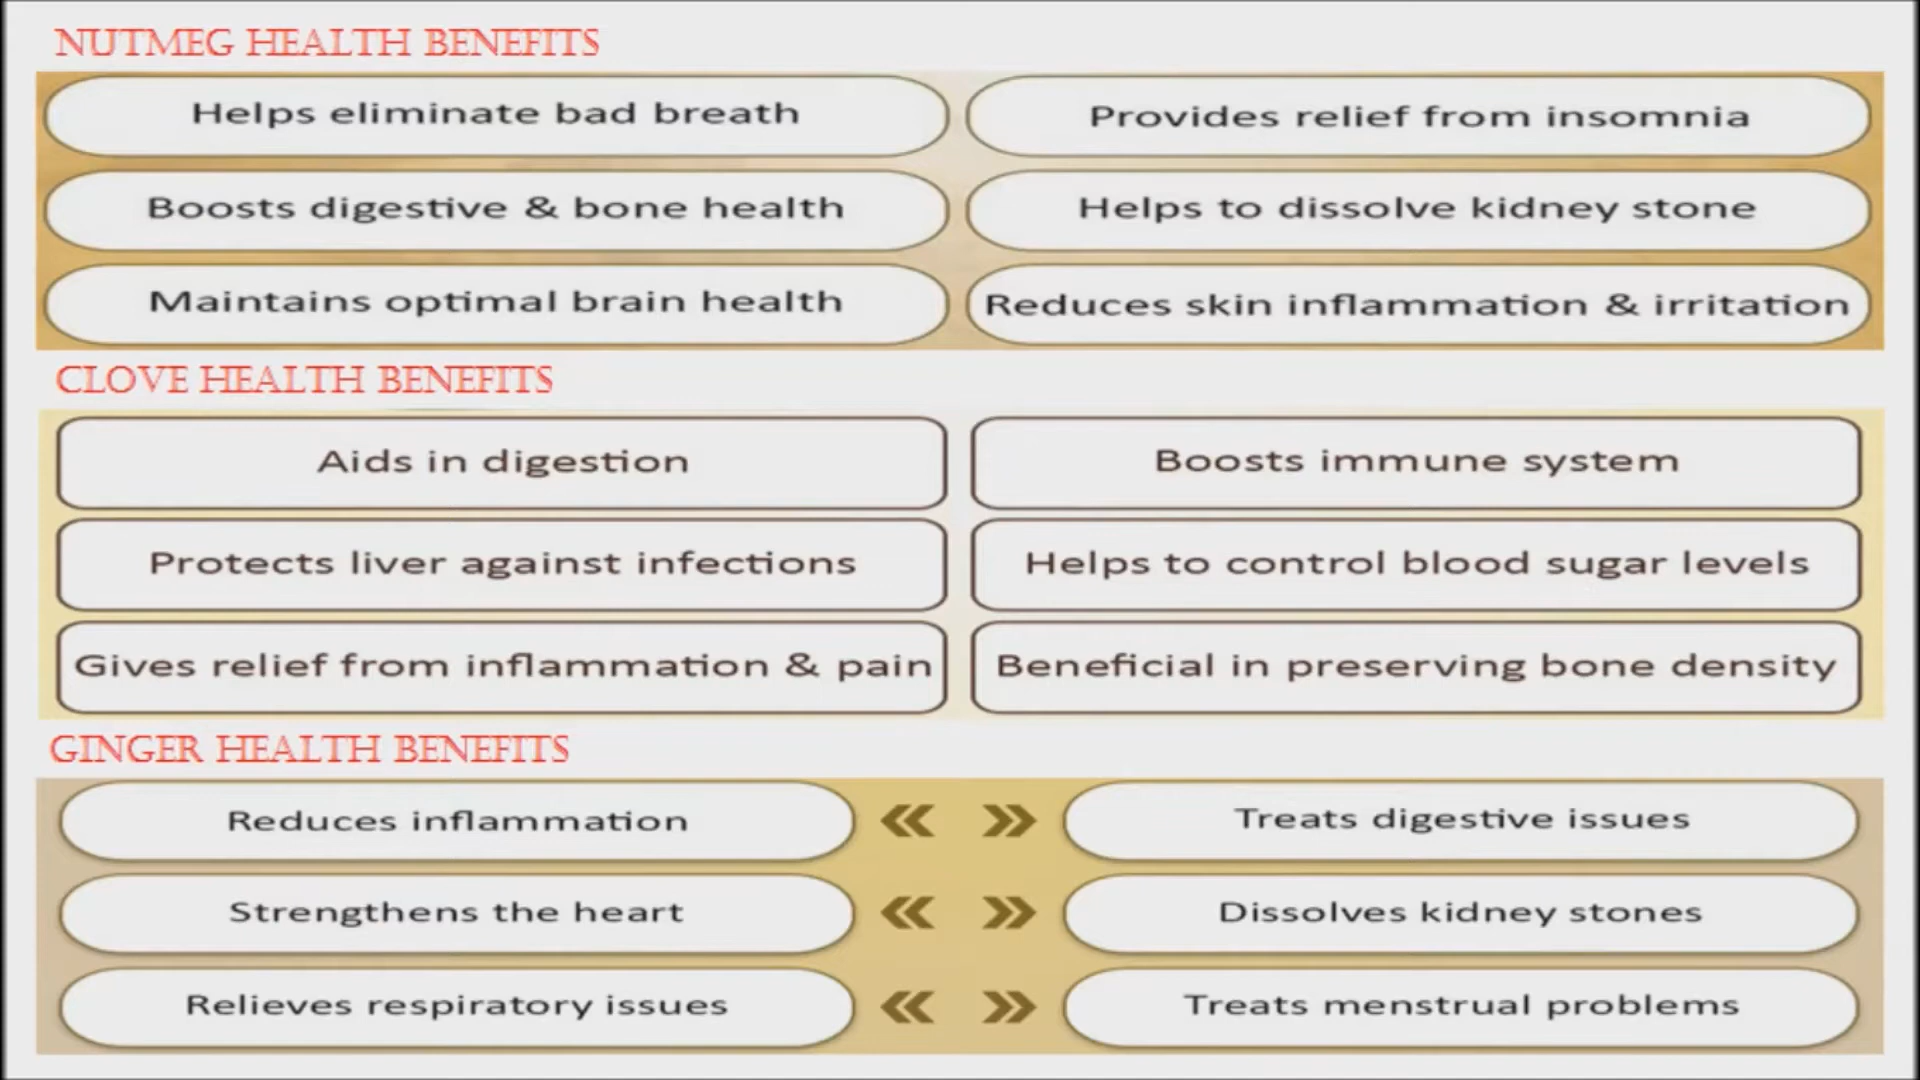 NUTMEG HEALTH BENEFITS
Helps eliminate bad breath
Provides relief from insomnia
Boosts digestive & bone health
Helps to dissolve kidney stone
Maintains optimal brain health
Reduces skin inflammation & irritation
CLOVE HEALTH BENEFITS
Aids in digestion
Boosts immune system
Protects liver against infections
Helps to control blood sugar levels
Gives relief from inflammation & pain
Beneficial in preserving bone density
GINGER HEALTH BENEFITS
Reduces inflammation
Treats digestive issues
Strengthens the heart
Dissolves kidney stones
Relieves respiratory issues
Treats menstrual problems